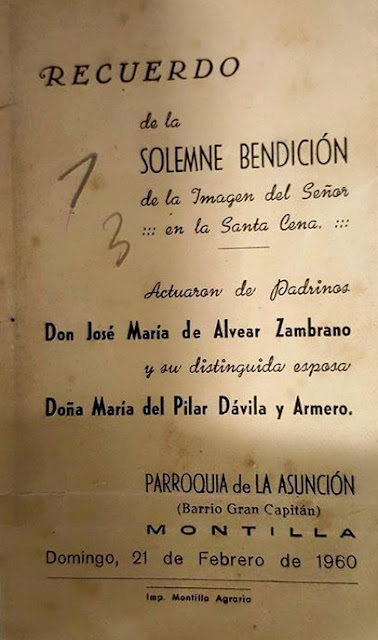 RECUERDO
de la
SOLEMNE BENDICIÓN
de la Imagen del Señor
::: en la Santa Cena. :::
13
Actuaron de Padrinos
Don José María de Alvear Zambrano
y su distinguida esposa
Doña María del Pilar Dávila y Armero.
PARROQUIA de LA ASUNCIÓN
(Barrio Gran Capitán)
MONTILLA
Domingo, 21 de Febrero de 1960
Imp. Montilla Agraria